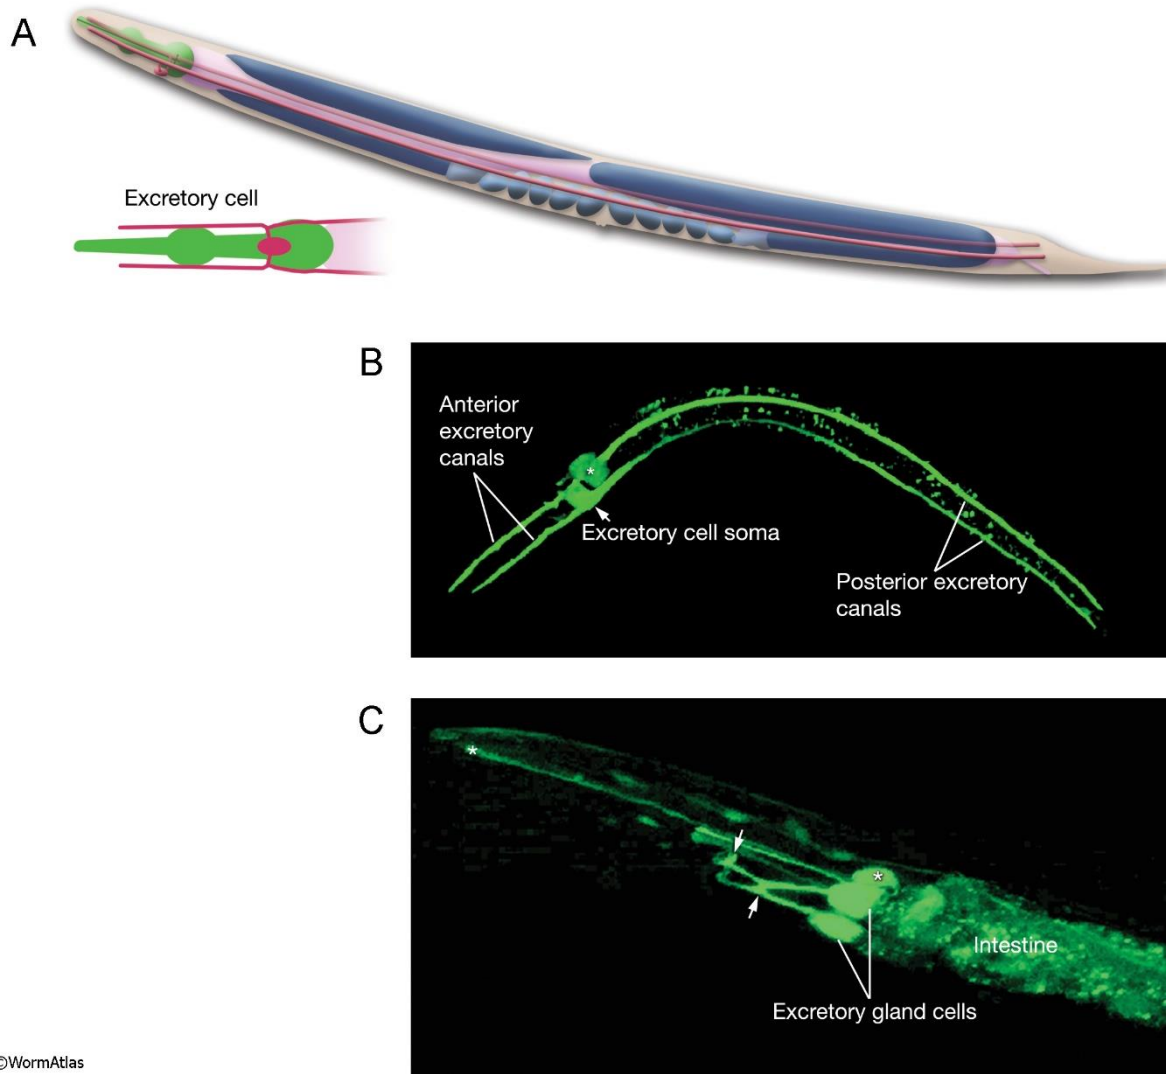 A
Excretory cell
B
Anterior
excretory
canals
*
Excretory cell soma
Posterior excretory
canals
C
*
*
Intestine
Excretory gland cells
©WormAtlas